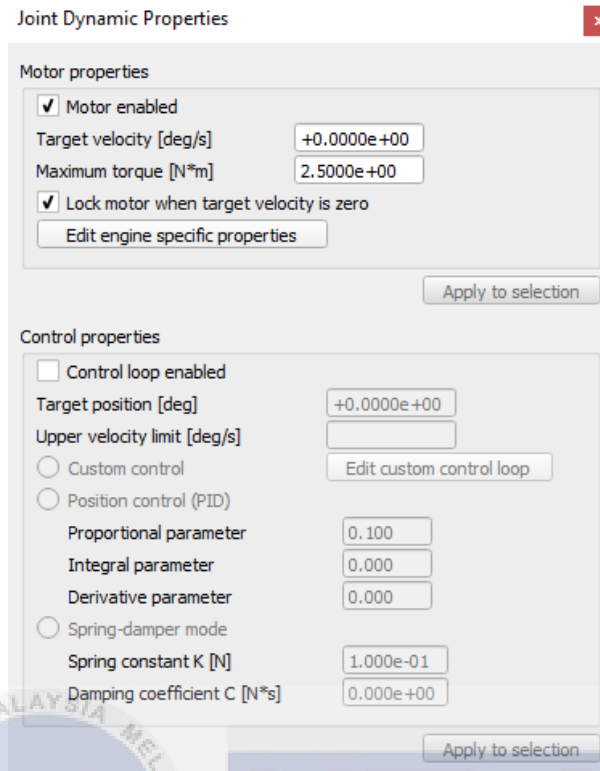 Joint Dynamic Properties
Motor properties
Motor enabled
Target velocity [deg/s] +0.0000e+00
Maximum torque [N*m] 2.5000e+00
Lock motor when target velocity is zero
Edit engine specific properties
Apply to selection
Control properties
Control loop enabled
Target position [deg] +0.0000e+00
Upper velocity limit [deg/s]
Custom control Edit custom control loop
Position control (PID)
Proportional parameter 0.100
Integral parameter 0.000
Derivative parameter 0.000
Spring-damper mode
Spring constant K [N] 1.000e-01
Damping coefficient C [N*s] 0.000e+00
Apply to selection